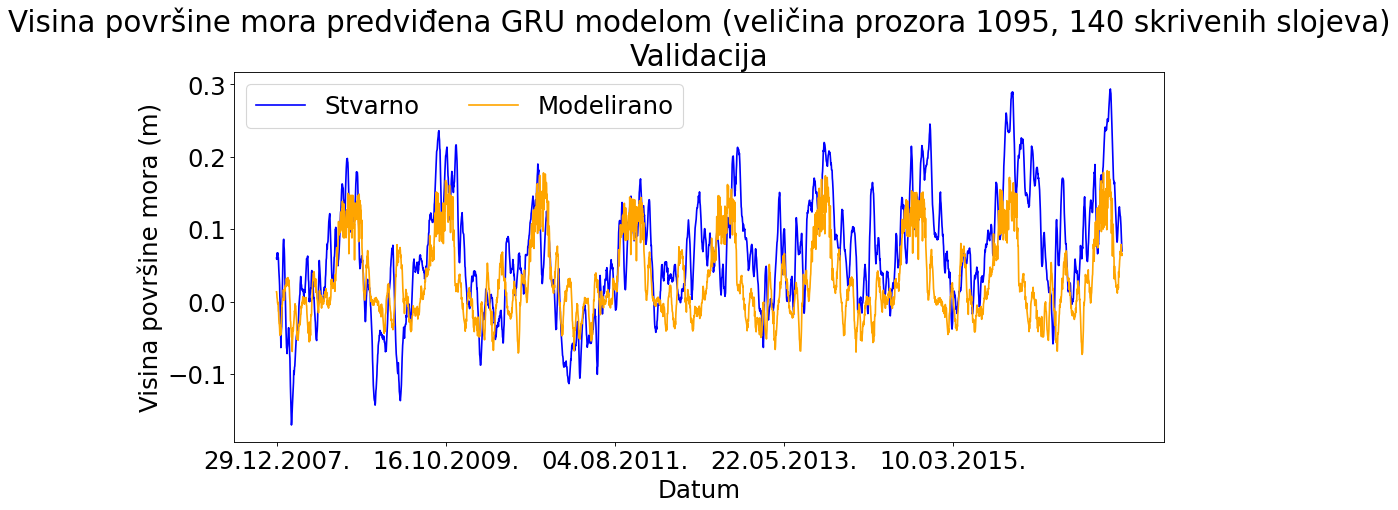 Visina površine mora predviđena GRU modelom (veličina prozora 1095, 140 skrivenih slojeva)
Validacija
Stvarno
Modelirano
Visina površine mora (m)
0.3
0.2
0.1
0.0
−0.1
29.12.2007.
16.10.2009.
04.08.2011.
22.05.2013.
10.03.2015.
Datum